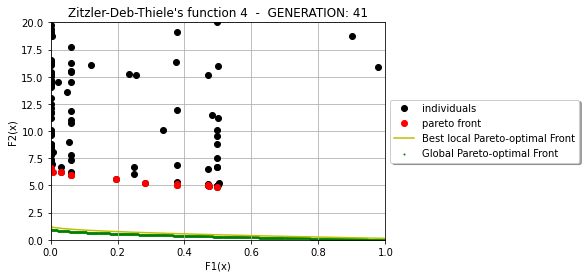 Zitzler-Deb-Thiele's function 4 - GENERATION: 41
20.0
17.5
15.0
12.5
10.0
7.5
5.0
2.5
0.0
F2(x)
0.0 0.2 0.4 0.6 0.8 1.0
F1(x)
individuals
pareto front
Best local Pareto-optimal Front
Global Pareto-optimal Front